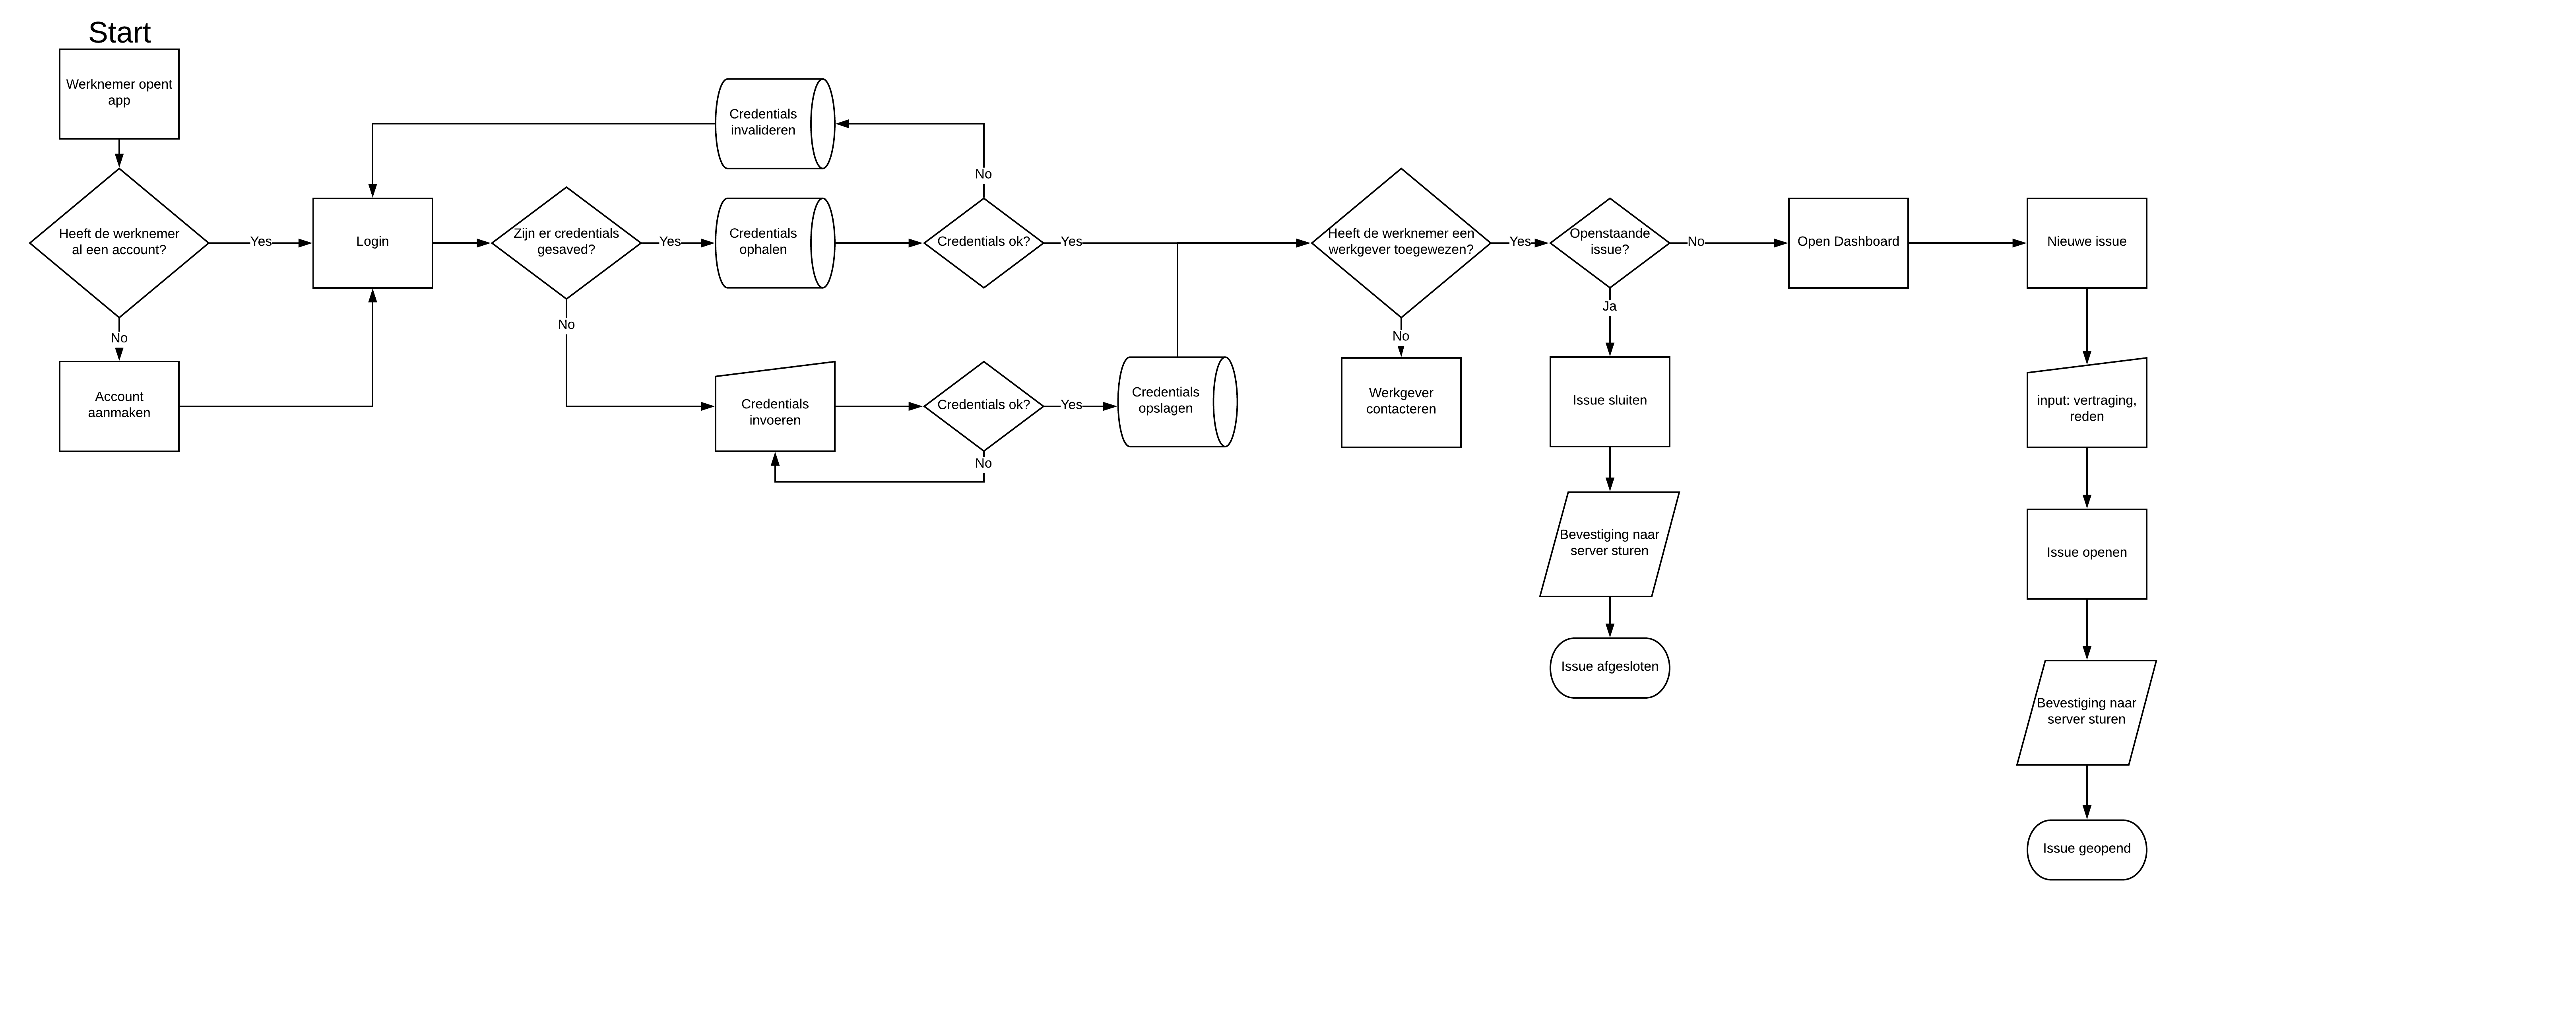 Start
Werknemer opent
app
Heeft de werknemer
al een account?
Yes
No
Account
aanmaken
Login
Zijn er credentials
gesaved?
Yes
No
Credentials
invalideren
Credentials
ophalen
Credentials ok?
No
Yes
Credentials
invoeren
Credentials ok?
Yes
No
Credentials
opslagen
Heeft de werknemer een
werkgever toegewezen?
Yes
No
Werkgever
contacteren
Openstaande
issue?
No
Ja
Issue sluiten
Bevestiging naar
server sturen
Issue afgesloten
Open Dashboard
Nieuwe issue
input: vertraging,
reden
Issue openen
Bevestiging naar
server sturen
Issue geopend